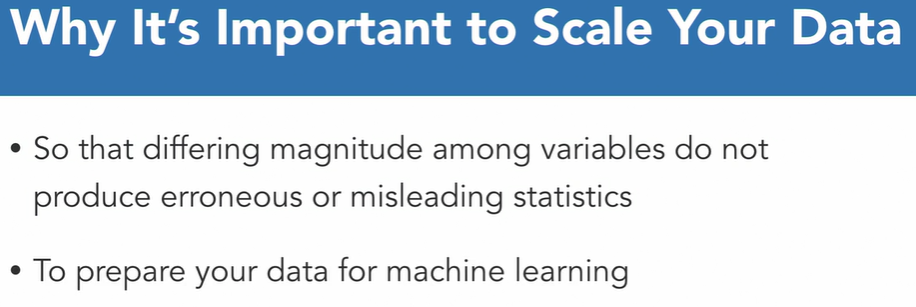 Why It's Important to Scale Your Data
• So that differing magnitude among variables do not
produce erroneous or misleading statistics
• To prepare your data for machine learning